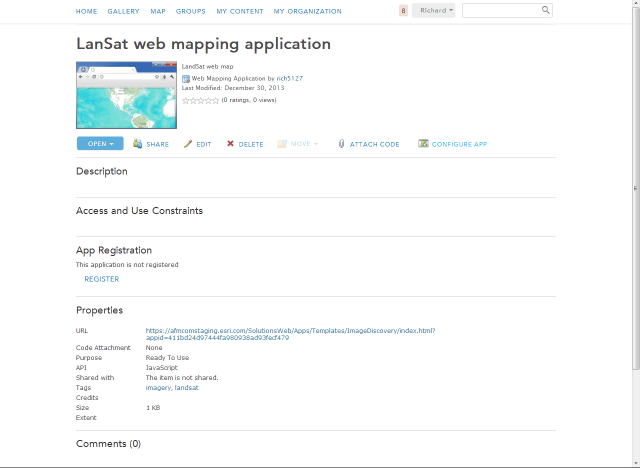 HOME GALLERY MAP GROUPS MY CONTENT MY ORGANIZATION 8 Richard
LanSat web mapping application
LandSat web map
Web Mapping Application by rich5127
Last Modified: December 30, 2013
(0 ratings, 0 views)
OPEN SHARE EDIT DELETE MOVE ATTACH CODE CONFIGURE APP
Description
Access and Use Constraints
App Registration
This application is not registered
REGISTER
Properties
URL https://afmcomstaging.esri.com/SolutionsWeb/Apps/Templates/ImageDiscovery/index.html?
appid=411bd24d97444fa980938ad93fecf479
Code Attachment None
Purpose Ready To Use
API JavaScript
Shared with The item is not shared.
Tags imagery, landsat
Credits
Size 1 KB
Extent
Comments (0)